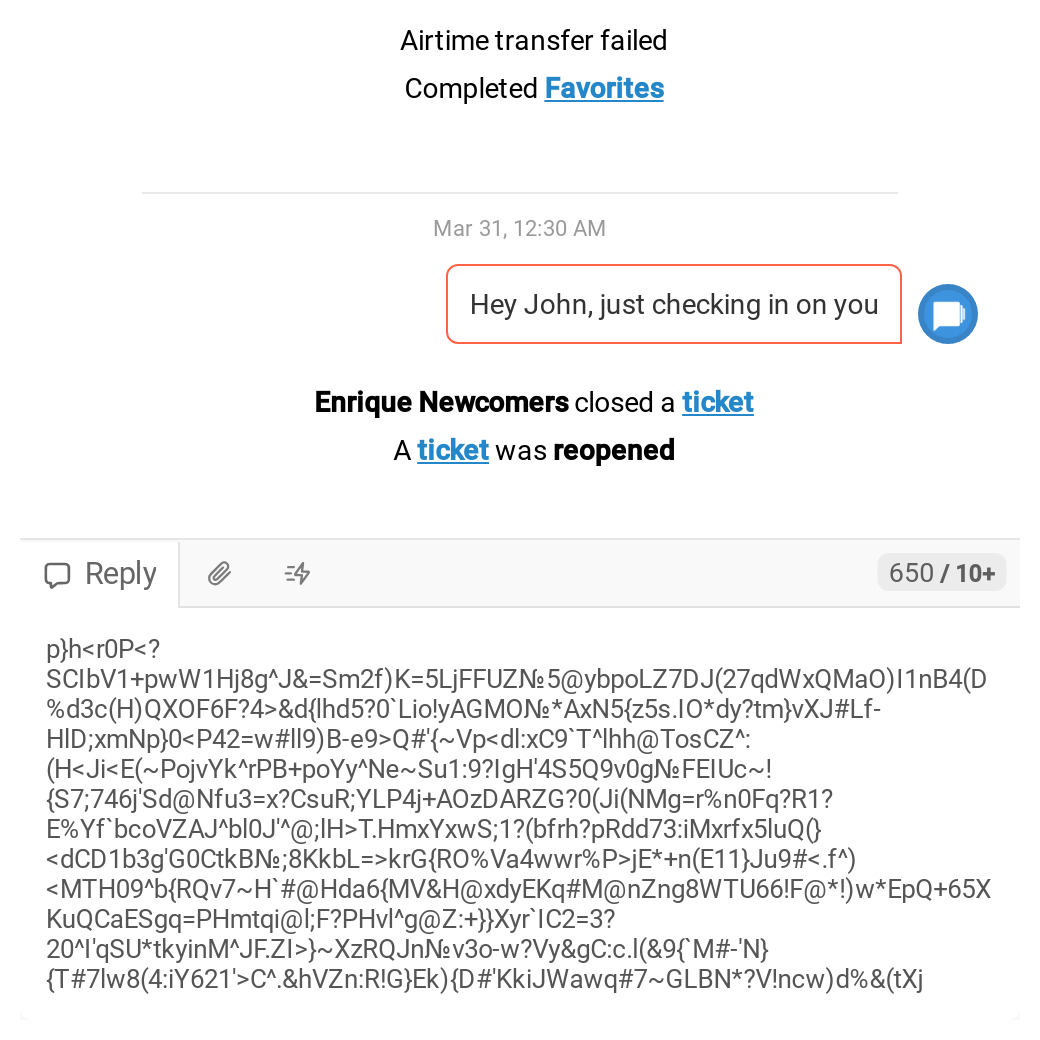 Airtime transfer failed
Completed Favorites
Mar 31, 12:30 AM
Hey John, just checking in on you
Enrique Newcomers closed a ticket
A ticket was reopened
Reply
650 / 10+
p}h<r0P<?
SCIbV1+pwW1Hj8g^J&=Sm2f)K=5LjFFUZ№5@ybpoLZ7DJ(27qdWxQMaO)I1nB4(D
%d3c(H)QXOF6F?4>&d{lhd5?0`Lio!yAGMO№*AxN5{z5s.IO*dy?tm}vXJ#Lf-
HlD;xmNp}0<P42=w#ll9)B-e9>Q#'{~Vp<dl:xC9`T^lhh@TosCZ^:
(H<Ji<E(~PojvYk^rPB+poYy^Ne~Su1:9?IgH'4S5Q9v0g№FEIUc~!
{S7;746j'Sd@Nfu3=x?CsuR;YLP4j+AOzDARZG?0(Ji(NMg=r%n0Fq?R1?
E%Yf`bcoVZAJ^bl0J'^@;lH>T.HmxYxwS;1?(bfrh?pRdd73:iMxrfx5luQ(}
<dCD1b3g'G0CtkB№;8KkbL=>krG{RO%Va4wwr%P>jE*+n(E11}Ju9#<.f^)
<MTH09^b{RQv7~H`#@Hda6{MV&H@xdyEKq#M@nZng8WTU66!F@*!)w*EpQ+65X
KuQCaESgq=PHmtqi@l;F?PHvl^g@Z:+}}Xyr`IC2=3?
20^I'qSU*tkyinM^JF.ZI>}~XzRQJn№v3o-w?Vy&gC:c.l(&9{`M#-'N}
{T#7lw8(4:iY621'>C^.&hVZn:R!G}Ek){D#'KkiJWawq#7~GLBN*?V!ncw)d%&(tXj